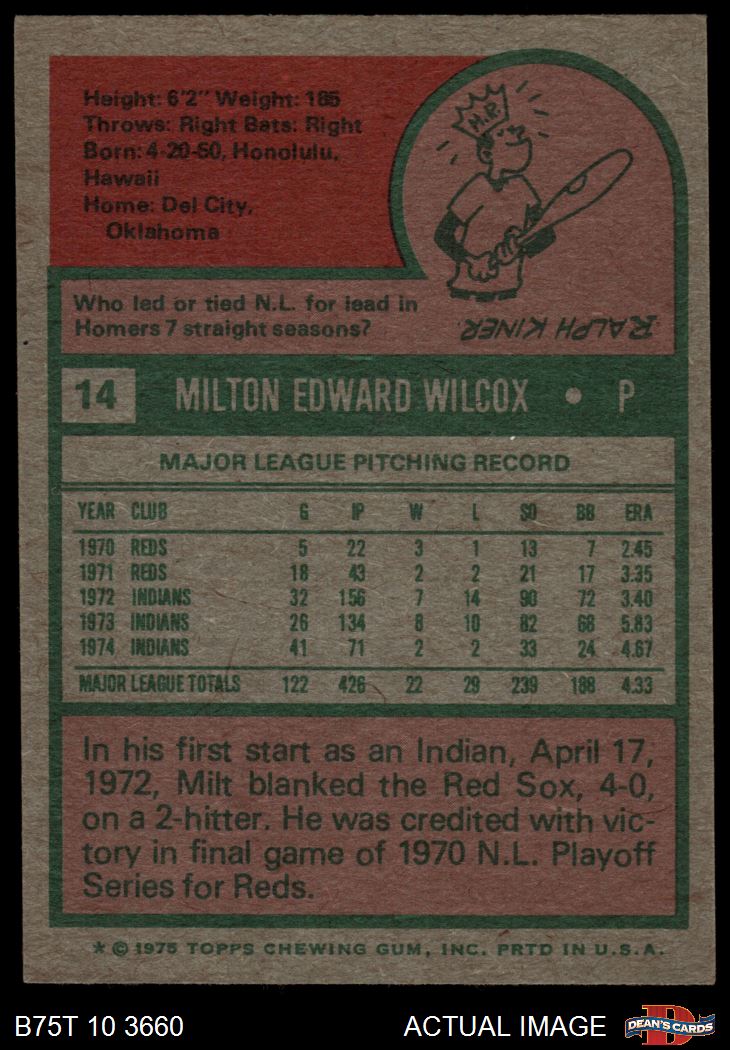 Height: 6'2" Weight: 185
Throws: Right Bats: Right
Born: 4-20-50, Honolulu,
Hawaii
Home: Del City,
Oklahoma
H.R.
Who led or tied N.L. for lead in
Homers 7 straight seasons?
RALPH KINER
14 MILTON EDWARD WILCOX • P
MAJOR LEAGUE PITCHING RECORD
YEAR CLUB G IP W L SO BB ERA
1970 REDS 5 22 3 1 13 7 2.45
1971 REDS 18 43 2 2 21 17 3.35
1972 INDIANS 32 156 7 14 90 72 3.40
1973 INDIANS 26 134 8 10 82 68 5.83
1974 INDIANS 41 71 2 2 33 24 4.67
MAJOR LEAGUE TOTALS 122 426 22 29 239 188 4.33
In his first start as an Indian, April 17,
1972, Milt blanked the Red Sox, 4-0,
on a 2-hitter. He was credited with vic-
tory in final game of 1970 N.L. Playoff
Series for Reds.
* © 1975 TOPPS CHEWING GUM, INC. PRTD IN U.S.A.
B75T 10 3660 ACTUAL IMAGE D DEAN'S CARDS